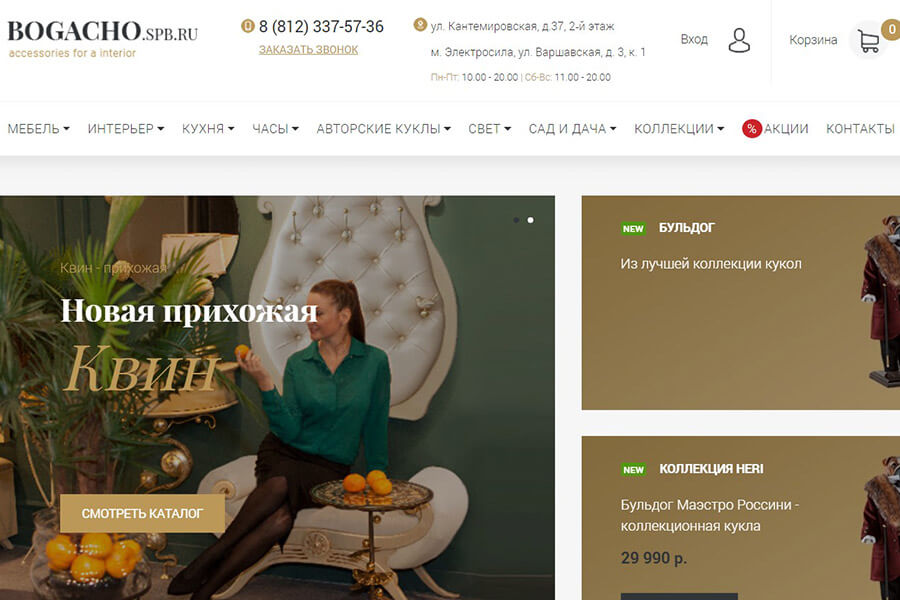 BOGACHO.SPB.RU
accessories for a interior
8 (812) 337-57-36
ЗАКАЗАТЬ ЗВОНОК
ул. Кантемировская, д.37, 2-й этаж
м. Электросила, ул. Варшавская, д. 3, к. 1
Пн-Пт: 10.00 - 20.00 | Сб-Вс: 11.00 - 20.00
Вход
Корзина
0
МЕБЕЛЬ ИНТЕРЬЕР КУХНЯ ЧАСЫ АВТОРСКИЕ КУКЛЫ СВЕТ САД И ДАЧА КОЛЛЕКЦИИ % АКЦИИ КОНТАКТЫ
Квин - прихожая
Новая прихожая
Квин
СМОТРЕТЬ КАТАЛОГ
NEW БУЛЬДОГ
Из лучшей коллекции кукол
NEW КОЛЛЕКЦИЯ HERI
Бульдог Маэстро Россини -
коллекционная кукла
29 990 р.